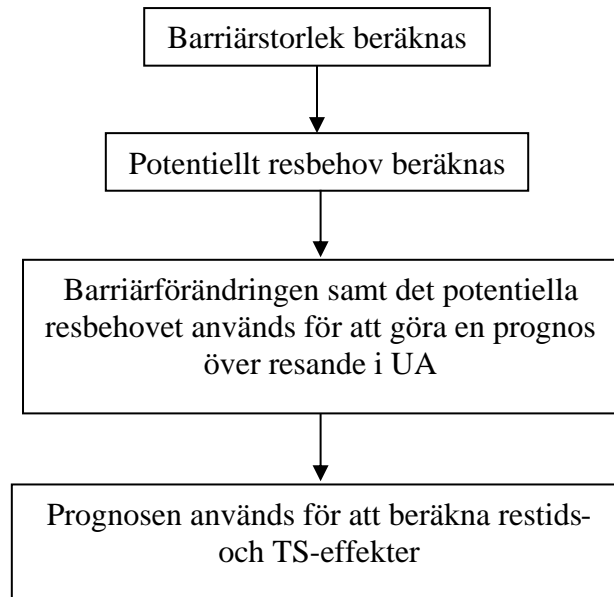 Barriärstorlek beräknas
Potentiellt resbehov beräknas
Barriärförändringen samt det potentiella
resbehovet används för att göra en prognos
över resande i UA
Prognosen används för att beräkna restids-
och TS-effekter